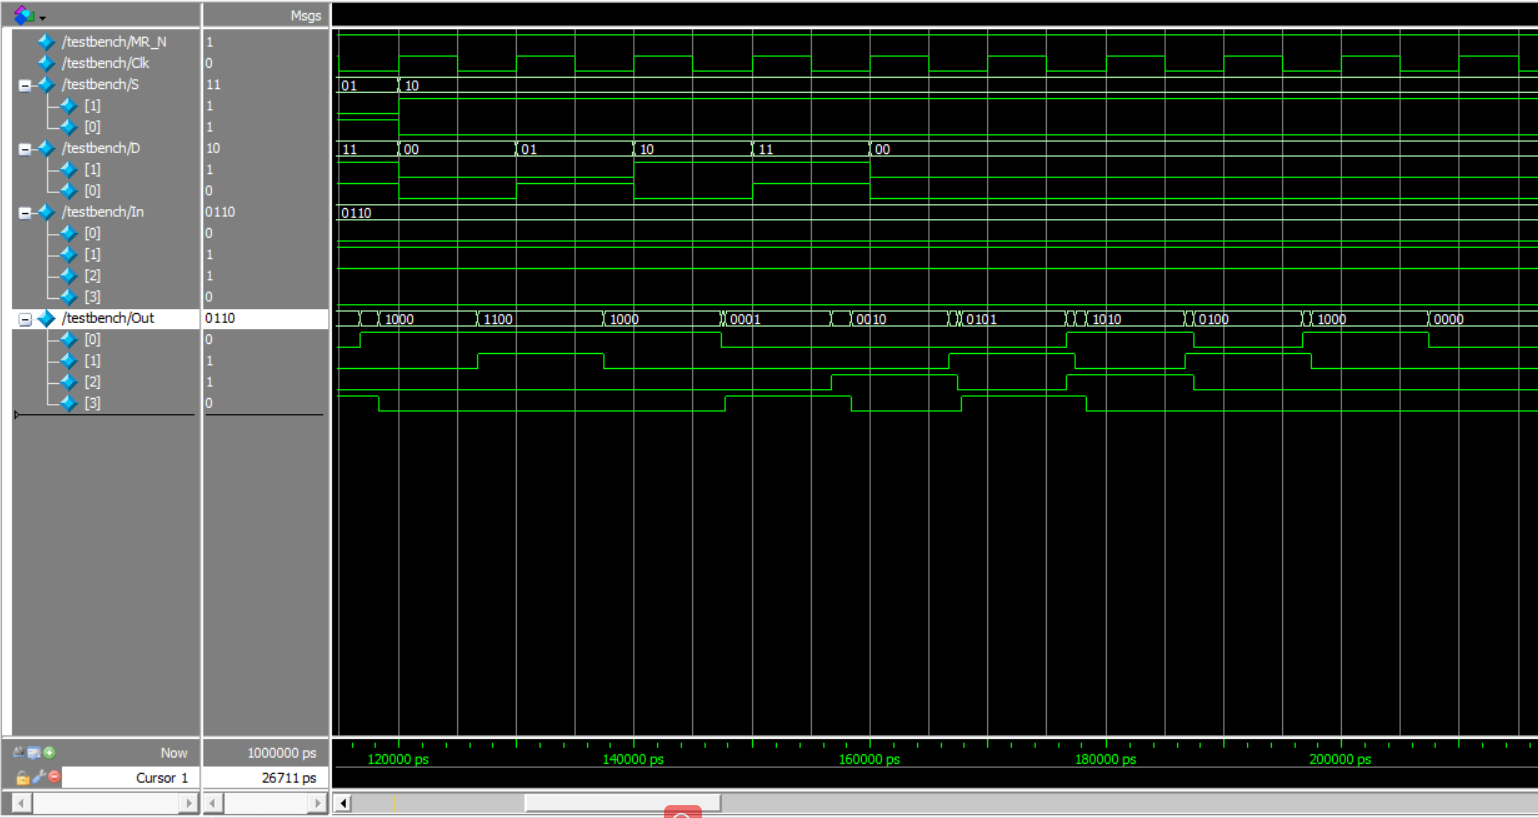 Msgs
/testbench/MR_N 1
/testbench/Clk 0
/testbench/S 11 01 10
[1] 1
[0] 1
/testbench/D 10 11 00 01 10 11 00
[1] 1
[0] 0
/testbench/In 0110 0110
[0] 0
[1] 1
[2] 1
[3] 0
/testbench/Out 0110 1000 1100 1000 0001 0010 0101 1010 0100 1000 0000
[0] 0
[1] 1
[2] 1
[3] 0
Now 1000000 ps 120000 ps 140000 ps 160000 ps 180000 ps 200000 ps
Cursor 1 26711 ps